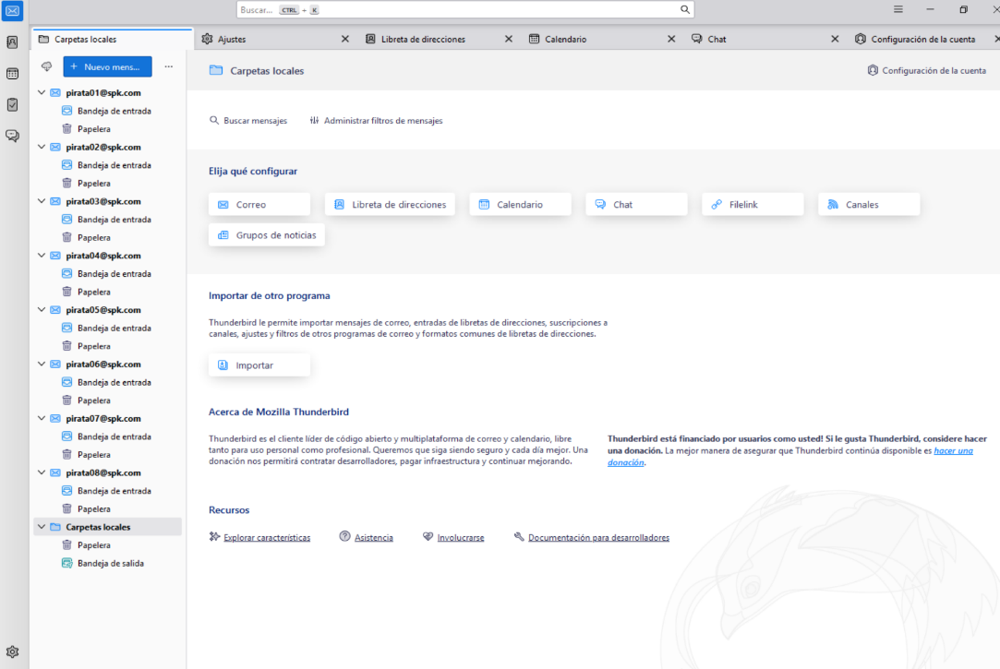 Buscar... CTRL + K
Carpetas locales
Ajustes
Libreta de direcciones
Calendario
Chat
Configuración de la cuenta
+ Nuevo mens...
pirata01@spk.com
Bandeja de entrada
Papelera
pirata02@spk.com
Bandeja de entrada
Papelera
pirata03@spk.com
Bandeja de entrada
Papelera
pirata04@spk.com
Bandeja de entrada
Papelera
pirata05@spk.com
Bandeja de entrada
Papelera
pirata06@spk.com
Bandeja de entrada
Papelera
pirata07@spk.com
Bandeja de entrada
Papelera
pirata08@spk.com
Bandeja de entrada
Papelera
Carpetas locales
Papelera
Bandeja de salida
Carpetas locales
Configuración de la cuenta
Buscar mensajes
Administrar filtros de mensajes
Elija qué configurar
Correo
Libreta de direcciones
Calendario
Chat
Filelink
Canales
Grupos de noticias
Importar de otro programa
Thunderbird le permite importar mensajes de correo, entradas de libretas de direcciones, suscripciones a
canales, ajustes y filtros de otros programas de correo y formatos comunes de libretas de direcciones.
Importar
Acerca de Mozilla Thunderbird
Thunderbird es el cliente líder de código abierto y multiplataforma de correo y calendario, libre
tanto para uso personal como profesional. Queremos que siga siendo seguro y cada día mejor. Una
donación nos permitirá contratar desarrolladores, pagar infraestructura y continuar mejorando.
Thunderbird está financiado por usuarios como usted! Si le gusta Thunderbird, considere hacer
una donación. La mejor manera de asegurar que Thunderbird continúa disponible es hacer una
donación.
Recursos
Explorar características
Asistencia
Involucrarse
Documentación para desarrolladores